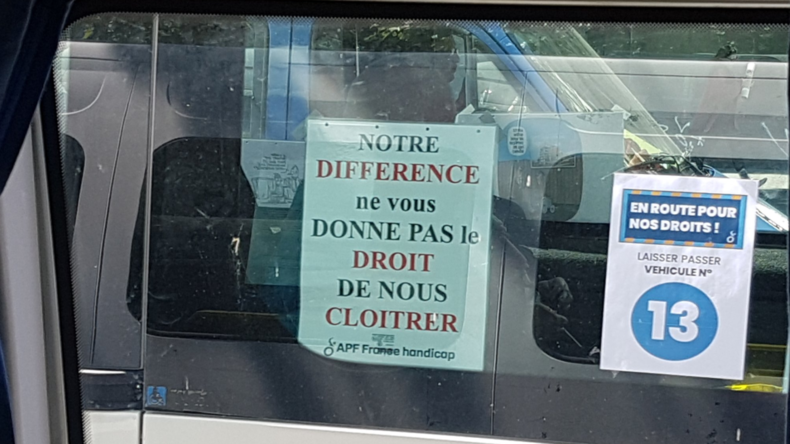 NOTRE
DIFFERENCE
ne vous
DONNE PAS le
DROIT
DE NOUS
CLOITRER
APF France handicap
EN ROUTE POUR
NOS DROITS !
LAISSER PASSER
VEHICULE N°
13